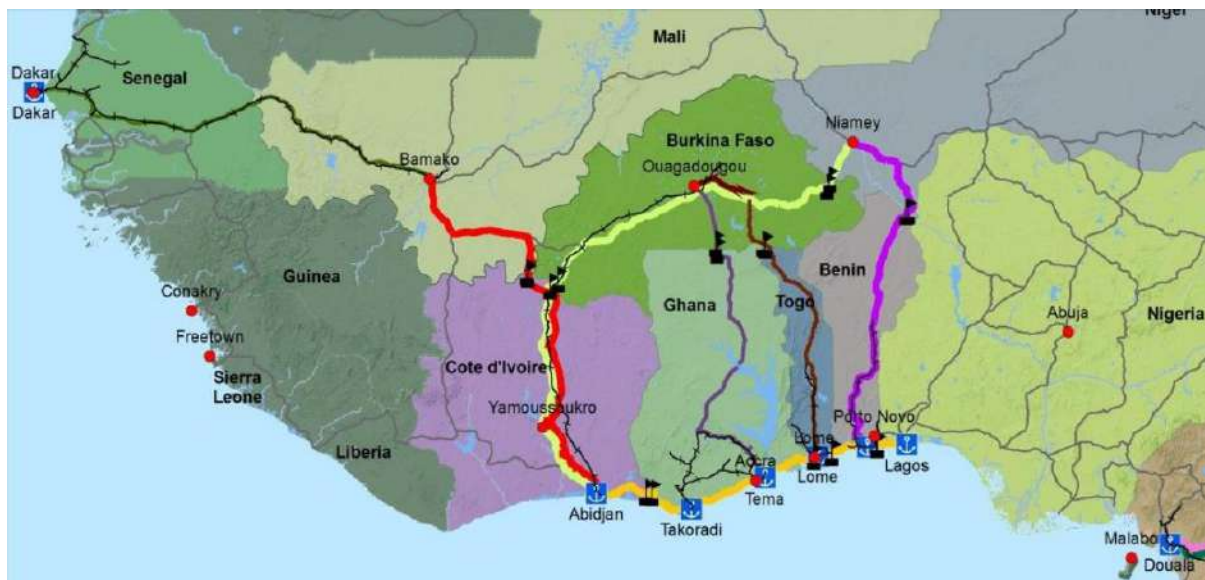 Niger
Mali
Dakar
Senegal
Dakar
Niamey
Burkina Faso
Bamako
Ouagadougou
Guinea
Benin
Conakry
Ghana
Togo
Abuja
Nigeria
Freetown
Cote d'Ivoire
Sierra
Leone
Yamoussoukro
Porto Novo
Liberia
Lome
Accra
Lagos
Lome
Tema
Abidjan
Takoradi
Malabo
Douala